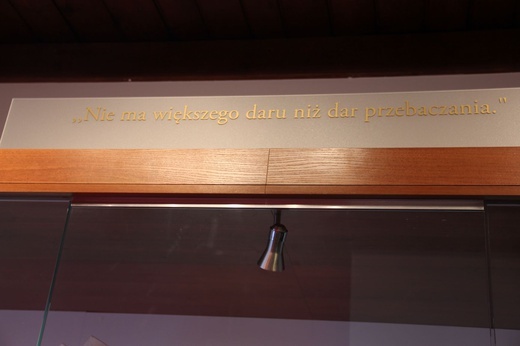 ,,Nie ma większego daru niż dar przebaczania."